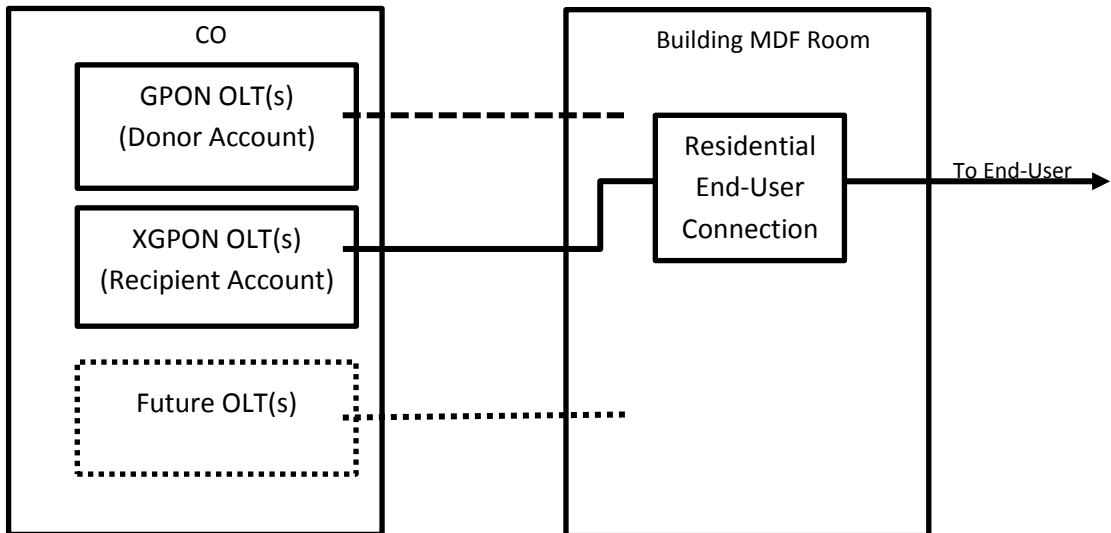 CO
GPON OLT(s)
(Donor Account)
XGPON OLT(s)
(Recipient Account)
Future OLT(s)
Building MDF Room
Residential
End-User
Connection
To End-User